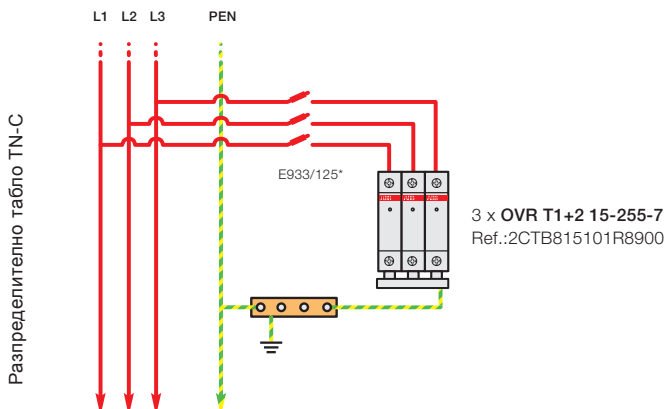 L1 L2 L3 PEN
Разпределително табло TN-C
E933/125*
3 x OVR T1+2 15-255-7
Ref.:2CTB815101R8900